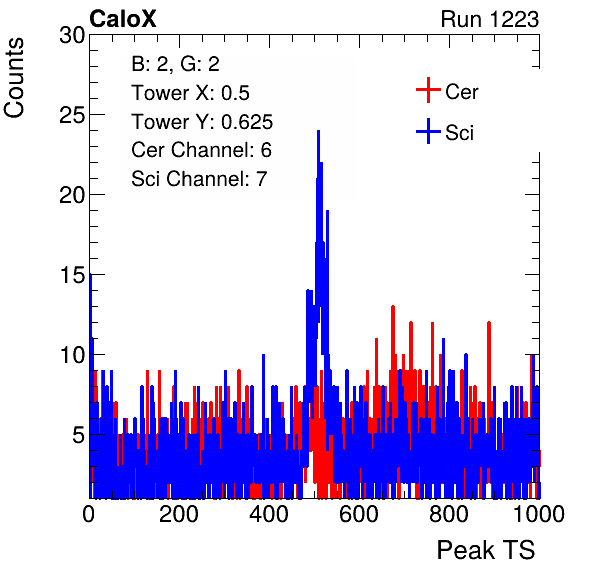 CaloX
Run 1223
Counts
30
25
20
15
10
5
B: 2, G: 2
Tower X: 0.5
Tower Y: 0.625
Cer Channel: 6
Sci Channel: 7
Cer
Sci
0 200 400 600 800 1000
Peak TS